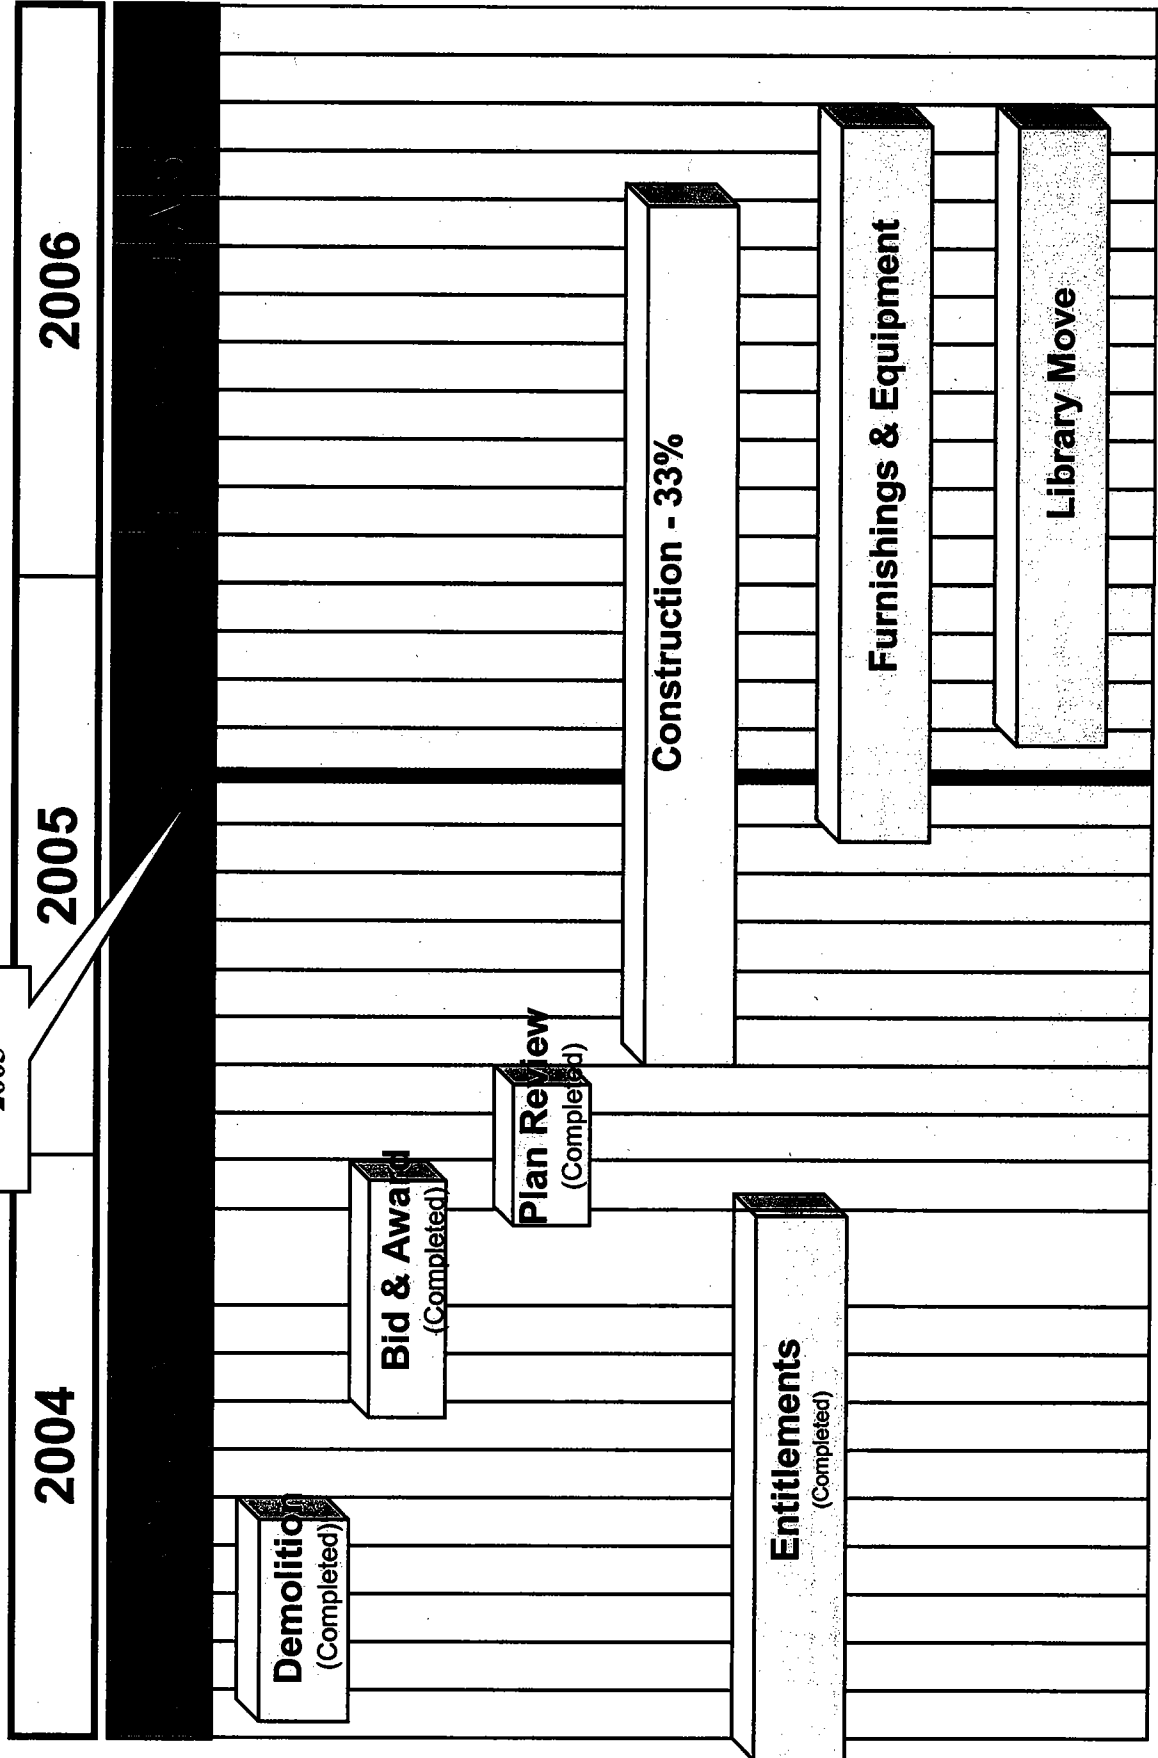 2004
2005
2006
Demolition
(Completed)
Bid & Award
(Completed)
Plan Review
(Completed)
Construction - 33%
Entitlements
(Completed)
Furnishings & Equipment
Library Move